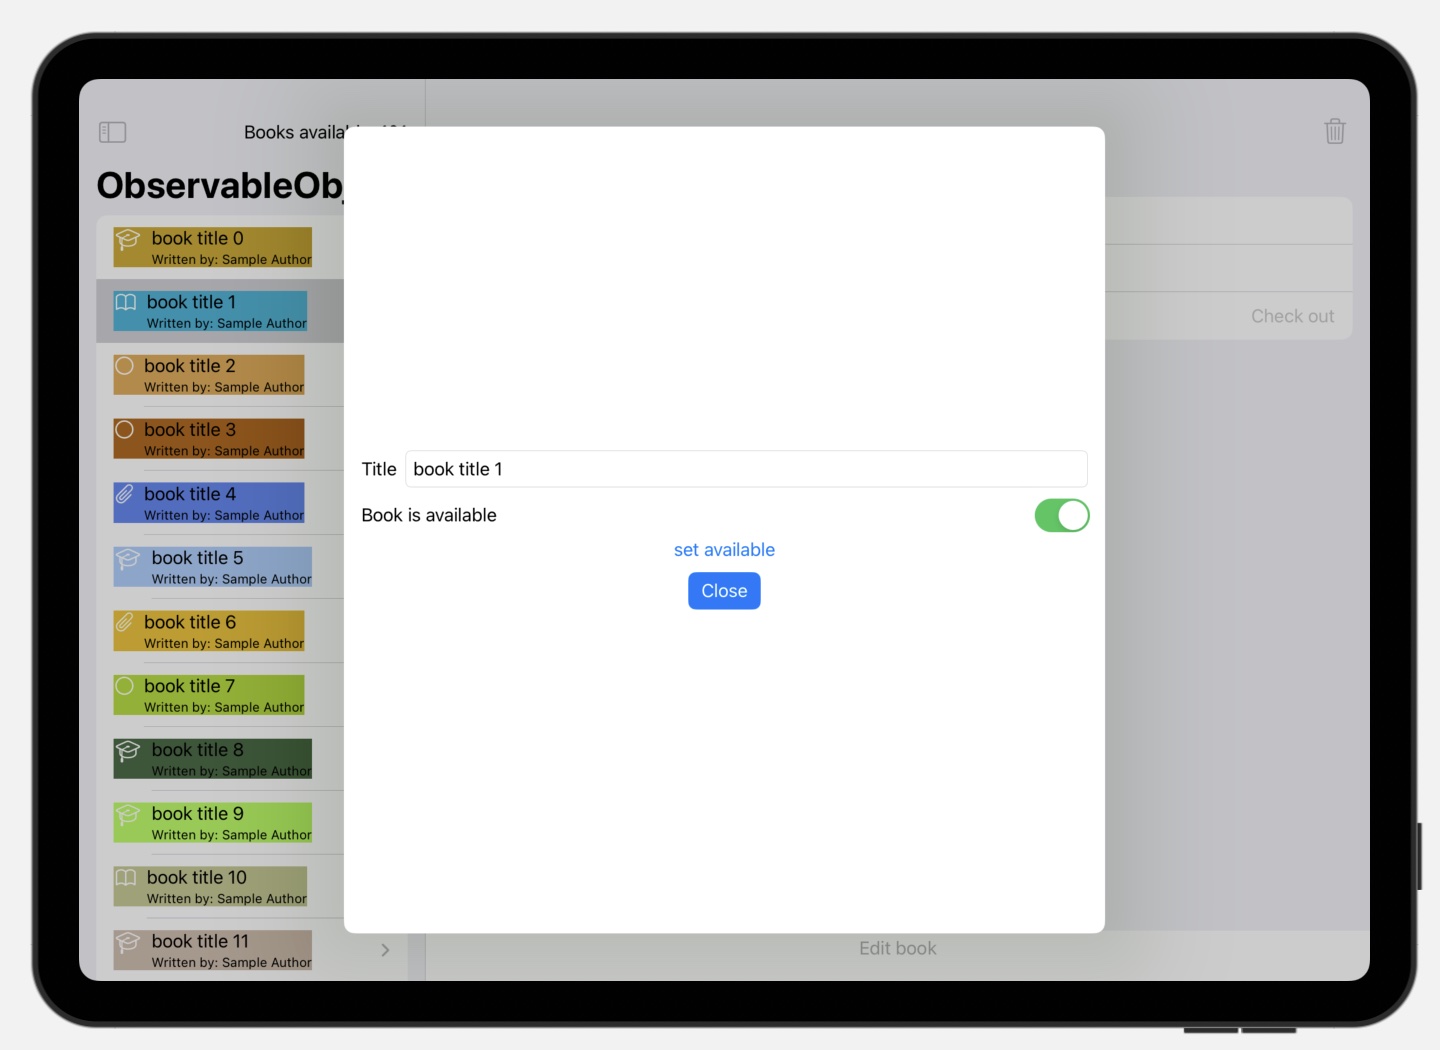 Books availa
ObservableOb
book title 0
Written by: Sample Author
book title 1
Written by: Sample Author
book title 2
Written by: Sample Author
book title 3
Written by: Sample Author
book title 4
Written by: Sample Author
book title 5
Written by: Sample Author
book title 6
Written by: Sample Author
book title 7
Written by: Sample Author
book title 8
Written by: Sample Author
book title 9
Written by: Sample Author
book title 10
Written by: Sample Author
book title 11
Written by: Sample Author
Title book title 1
Book is available
set available
Close
Check out
Edit book